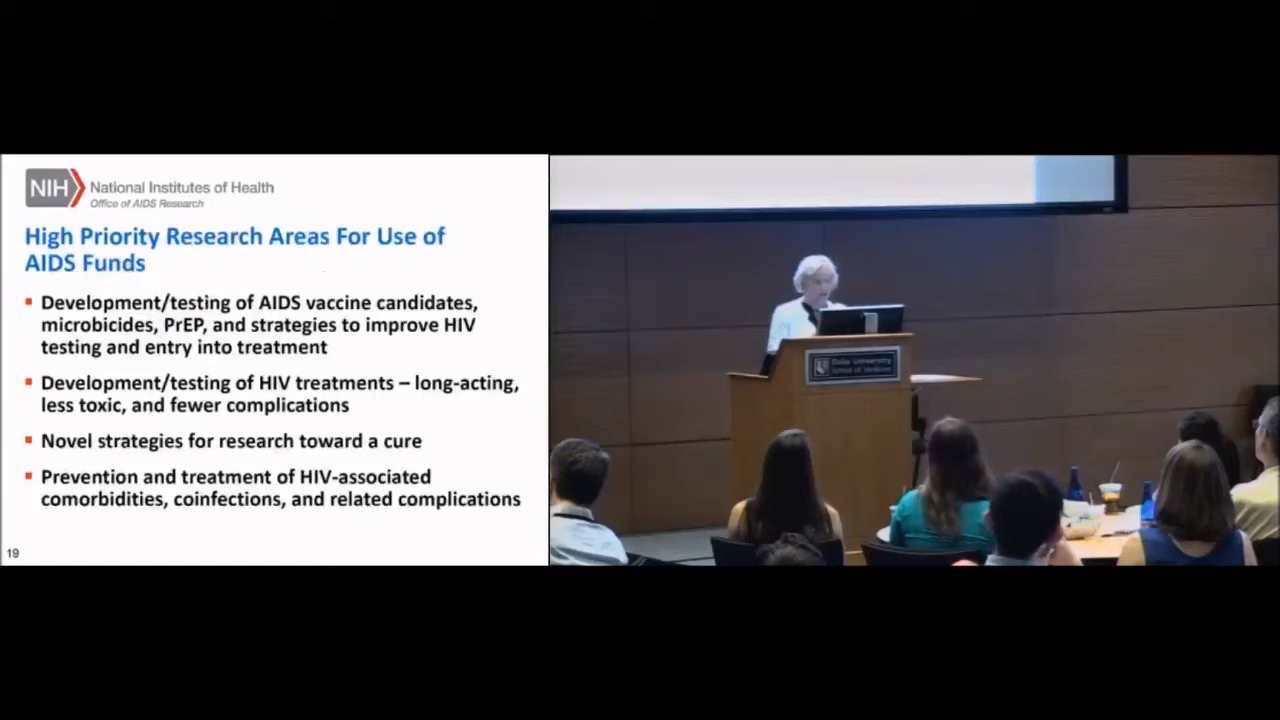 NIH National Institutes of Health
Office of AIDS Research
High Priority Research Areas For Use of
AIDS Funds
Development/testing of AIDS vaccine candidates,
microbicides, PrEP, and strategies to improve HIV
testing and entry into treatment
Development/testing of HIV treatments – long-acting,
less toxic, and fewer complications
Novel strategies for research toward a cure
Prevention and treatment of HIV-associated
comorbidities, coinfections, and related complications
19
Duke University
School of Medicine